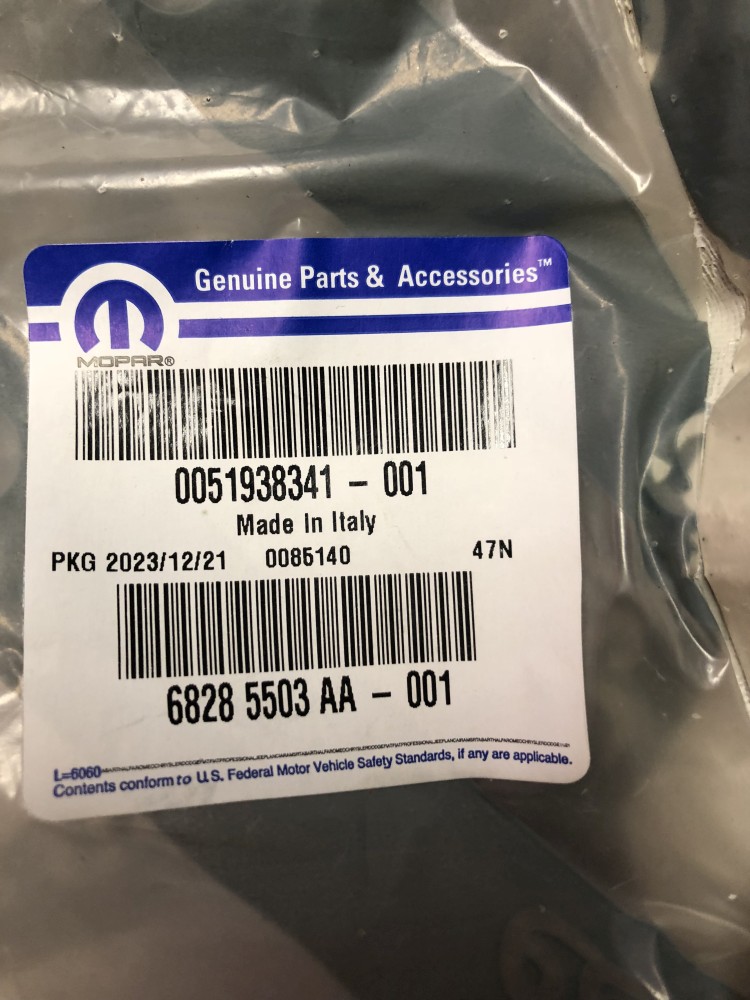 Genuine Parts & Accessories™
MOPAR®
0051938341 – 001
Made In Italy
PKG 2023/12/21 0085140 47N
6828 5503 AA – 001
L=6060
Contents conform to U.S. Federal Motor Vehicle Safety Standards, if any are applicable.